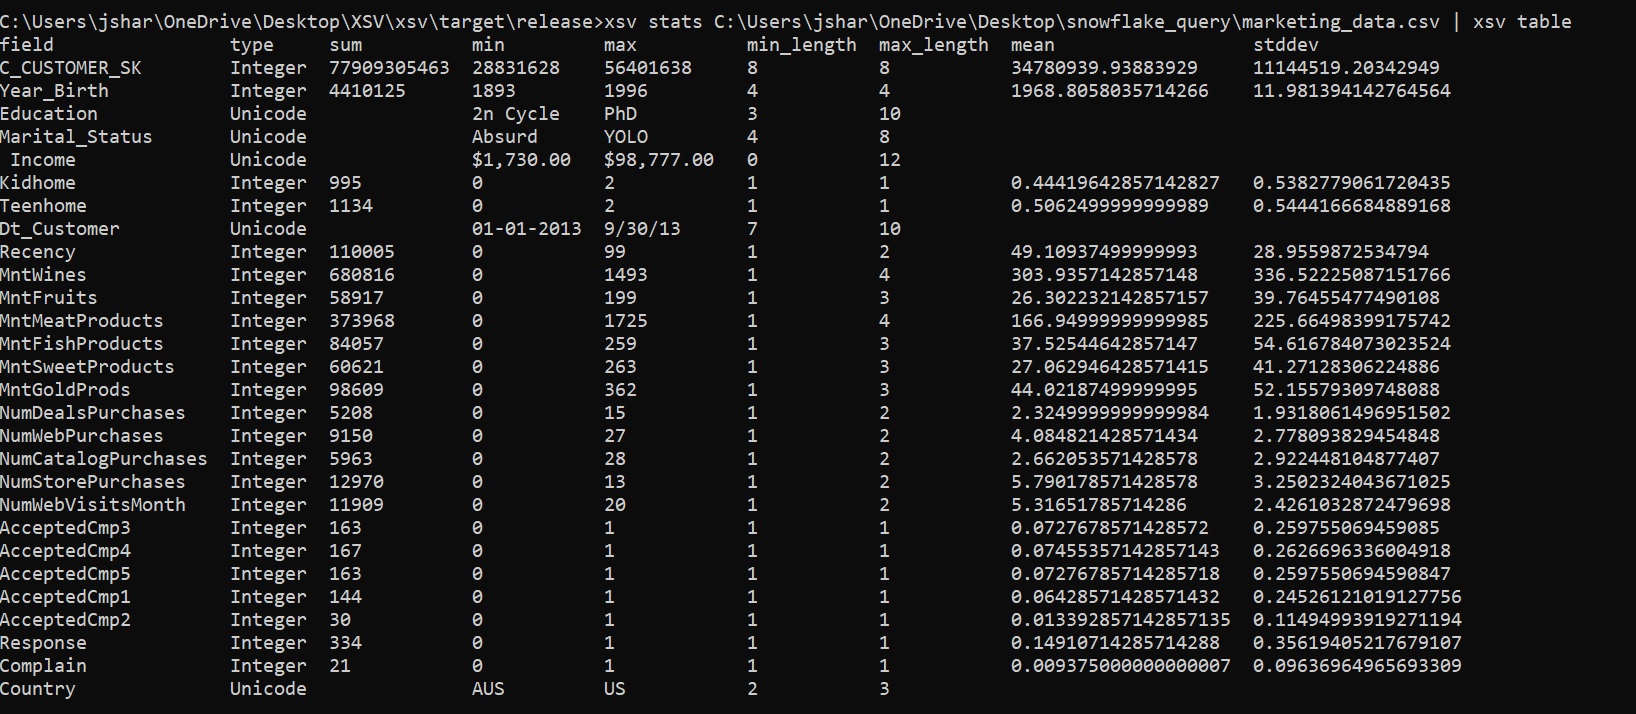 C:\Users\jshar\OneDrive\Desktop\XSV\xsv\target\release>xsv stats C:\Users\jshar\OneDrive\Desktop\snowflake_query\marketing_data.csv | xsv table
field type sum min max min_length max_length mean stddev
C_CUSTOMER_SK Integer 77909305463 28831628 56401638 8 8 34780939.93883929 11144519.20342949
Year_Birth Integer 4410125 1893 1996 4 4 1968.8058035714266 11.981394142764564
Education Unicode 2n Cycle PhD 3 10
Marital_Status Unicode Absurd YOLO 4 8
Income Unicode $1,730.00 $98,777.00 0 12
Kidhome Integer 995 0 2 1 1 0.44419642857142827 0.5382779061720435
Teenhome Integer 1134 0 2 1 1 0.5062499999999989 0.5444166684889168
Dt_Customer Unicode 01-01-2013 9/30/13 7 10
Recency Integer 110005 0 99 1 2 49.10937499999993 28.9559872534794
MntWines Integer 680816 0 1493 1 4 303.9357142857148 336.52225087151766
MntFruits Integer 58917 0 199 1 3 26.302232142857157 39.76455477490108
MntMeatProducts Integer 373968 0 1725 1 4 166.94999999999985 225.66498399175742
MntFishProducts Integer 84057 0 259 1 3 37.52544642857147 54.616784073023524
MntSweetProducts Integer 60621 0 263 1 3 27.062946428571415 41.27128306224886
MntGoldProds Integer 98609 0 362 1 3 44.02187499999995 52.15579309748088
NumDealsPurchases Integer 5208 0 15 1 2 2.3249999999999984 1.9318061496951502
NumWebPurchases Integer 9150 0 27 1 2 4.084821428571434 2.778093829454848
NumCatalogPurchases Integer 5963 0 28 1 2 2.662053571428578 2.922448104877407
NumStorePurchases Integer 12970 0 13 1 2 5.790178571428578 3.2502324043671025
NumWebVisitsMonth Integer 11909 0 20 1 2 5.31651785714286 2.4261032872479698
AcceptedCmp3 Integer 163 0 1 1 1 0.0727678571428572 0.259755069459085
AcceptedCmp4 Integer 167 0 1 1 1 0.07455357142857143 0.2626696336004918
AcceptedCmp5 Integer 163 0 1 1 1 0.07276785714285718 0.2597550694590847
AcceptedCmp1 Integer 144 0 1 1 1 0.06428571428571432 0.24526121019127756
AcceptedCmp2 Integer 30 0 1 1 1 0.013392857142857135 0.11494993919271194
Response Integer 334 0 1 1 1 0.14910714285714288 0.35619405217679107
Complain Integer 21 0 1 1 1 0.009375000000000007 0.09636964965693309
Country Unicode AUS US 2 3